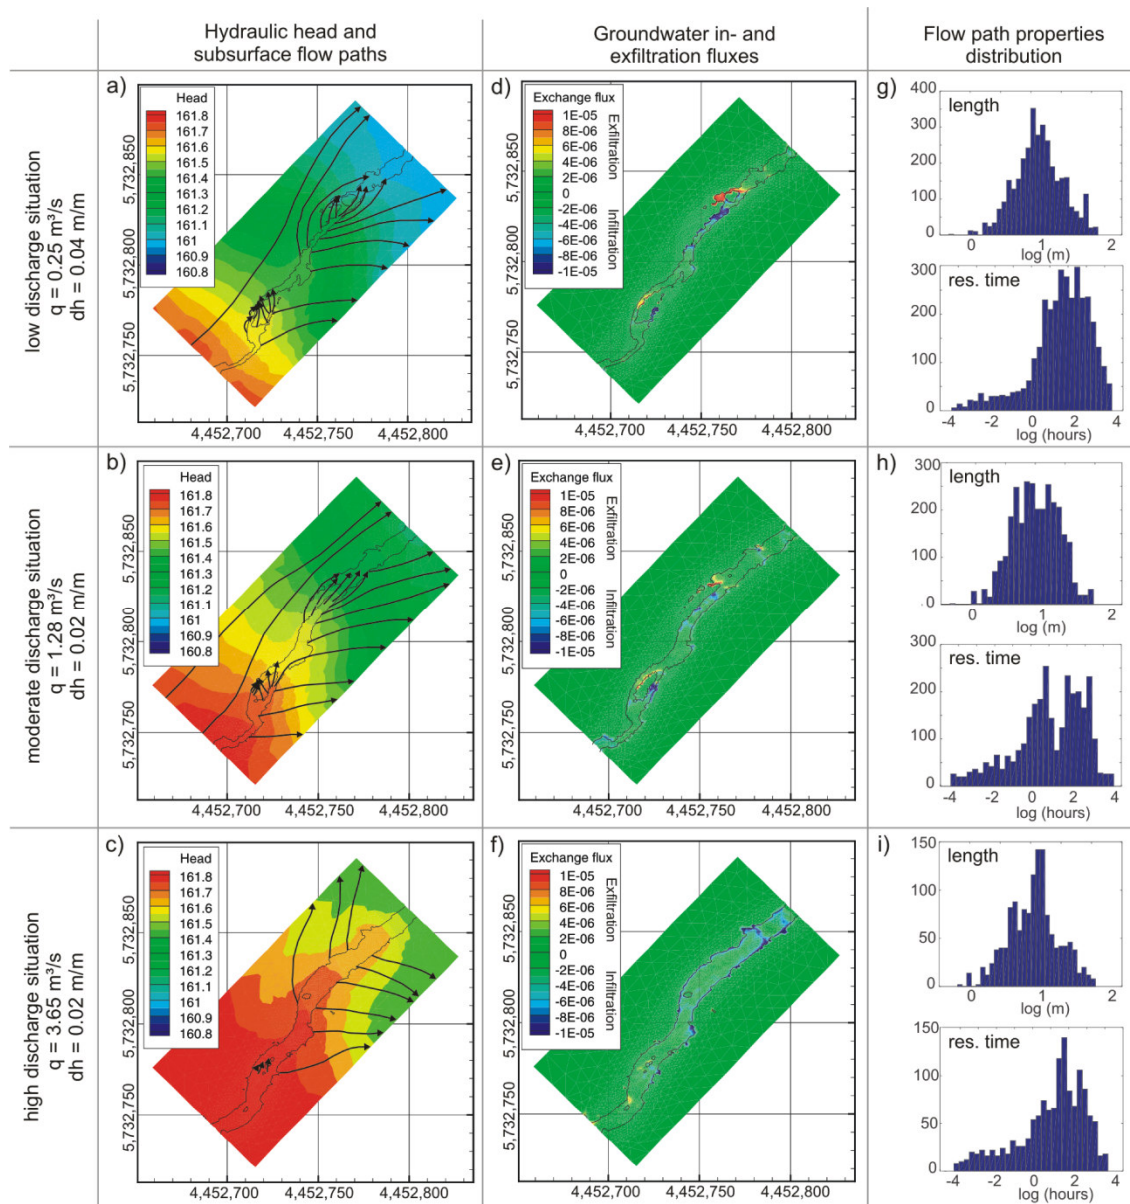 Hydraulic head and
subsurface flow paths
Groundwater in- and
exfiltration fluxes
Flow path properties
distribution
low discharge situation
q = 0.25 m³/s
dh = 0.04 m/m
a)
Head
161.8
161.7
161.6
161.5
161.4
161.3
161.2
161.1
161
160.9
160.8
5,732,850
5,732,800
5,732,750
4,452,700
4,452,750
4,452,800
d)
Exchange flux
1E-05
8E-06
6E-06
4E-06
2E-06
0
-2E-06
-4E-06
-6E-06
-8E-06
-1E-05
Exfiltration
Infiltration
5,732,850
5,732,800
5,732,750
4,452,700
4,452,750
4,452,800
g)
length
400
300
200
100
0
0
1
2
log (m)
res. time
300
200
100
0
-4
-2
0
2
4
log (hours)
moderate discharge situation
q = 1.28 m³/s
dh = 0.02 m/m
b)
Head
161.8
161.7
161.6
161.5
161.4
161.3
161.2
161.1
161
160.9
160.8
5,732,850
5,732,800
5,732,750
4,452,700
4,452,750
4,452,800
e)
Exchange flux
1E-05
8E-06
6E-06
4E-06
2E-06
0
-2E-06
-4E-06
-6E-06
-8E-06
-1E-05
Exfiltration
Infiltration
5,732,850
5,732,800
5,732,750
4,452,700
4,452,750
4,452,800
h)
length
300
200
100
0
0
1
2
log (m)
res. time
300
200
100
0
-4
-2
0
2
4
log (hours)
high discharge situation
q = 3.65 m³/s
dh = 0.02 m/m
c)
Head
161.8
161.7
161.6
161.5
161.4
161.3
161.2
161.1
161
160.9
160.8
5,732,850
5,732,800
5,732,750
4,452,700
4,452,750
4,452,800
f)
Exchange flux
1E-05
8E-06
6E-06
4E-06
2E-06
0
-2E-06
-4E-06
-6E-06
-8E-06
-1E-05
Exfiltration
Infiltration
5,732,850
5,732,800
5,732,750
4,452,700
4,452,750
4,452,800
i)
length
150
100
50
0
0
1
2
log (m)
res. time
150
100
50
0
-4
-2
0
2
4
log (hours)